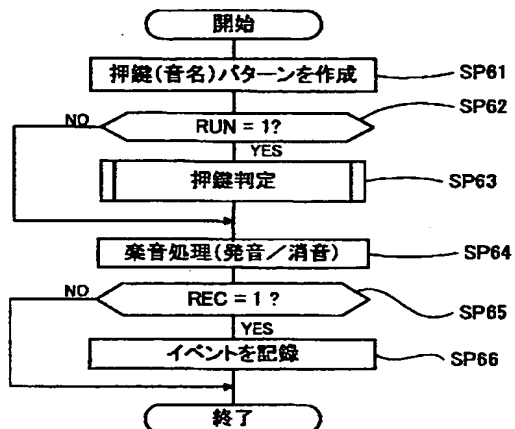 開始
押鍵(音名)パターンを作成
SP61
SP62
NO
RUN = 1?
YES
押鍵判定
SP63
楽音処理(発音/消音)
SP64
NO
REC = 1 ?
SP65
YES
イベントを記録
SP66
終了